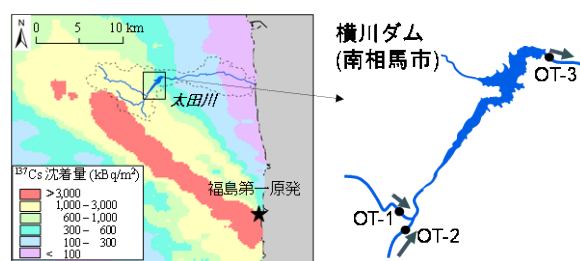 N
0 5 10 km
太田川
福島第一原発
¹³⁷Cs 沈着量 (kBq/m²)
>3,000
1,000 – 3,000
600 – 1,000
300 – 600
100 – 300
< 100
横川ダム
(南相馬市)
OT-3
OT-1
OT-2